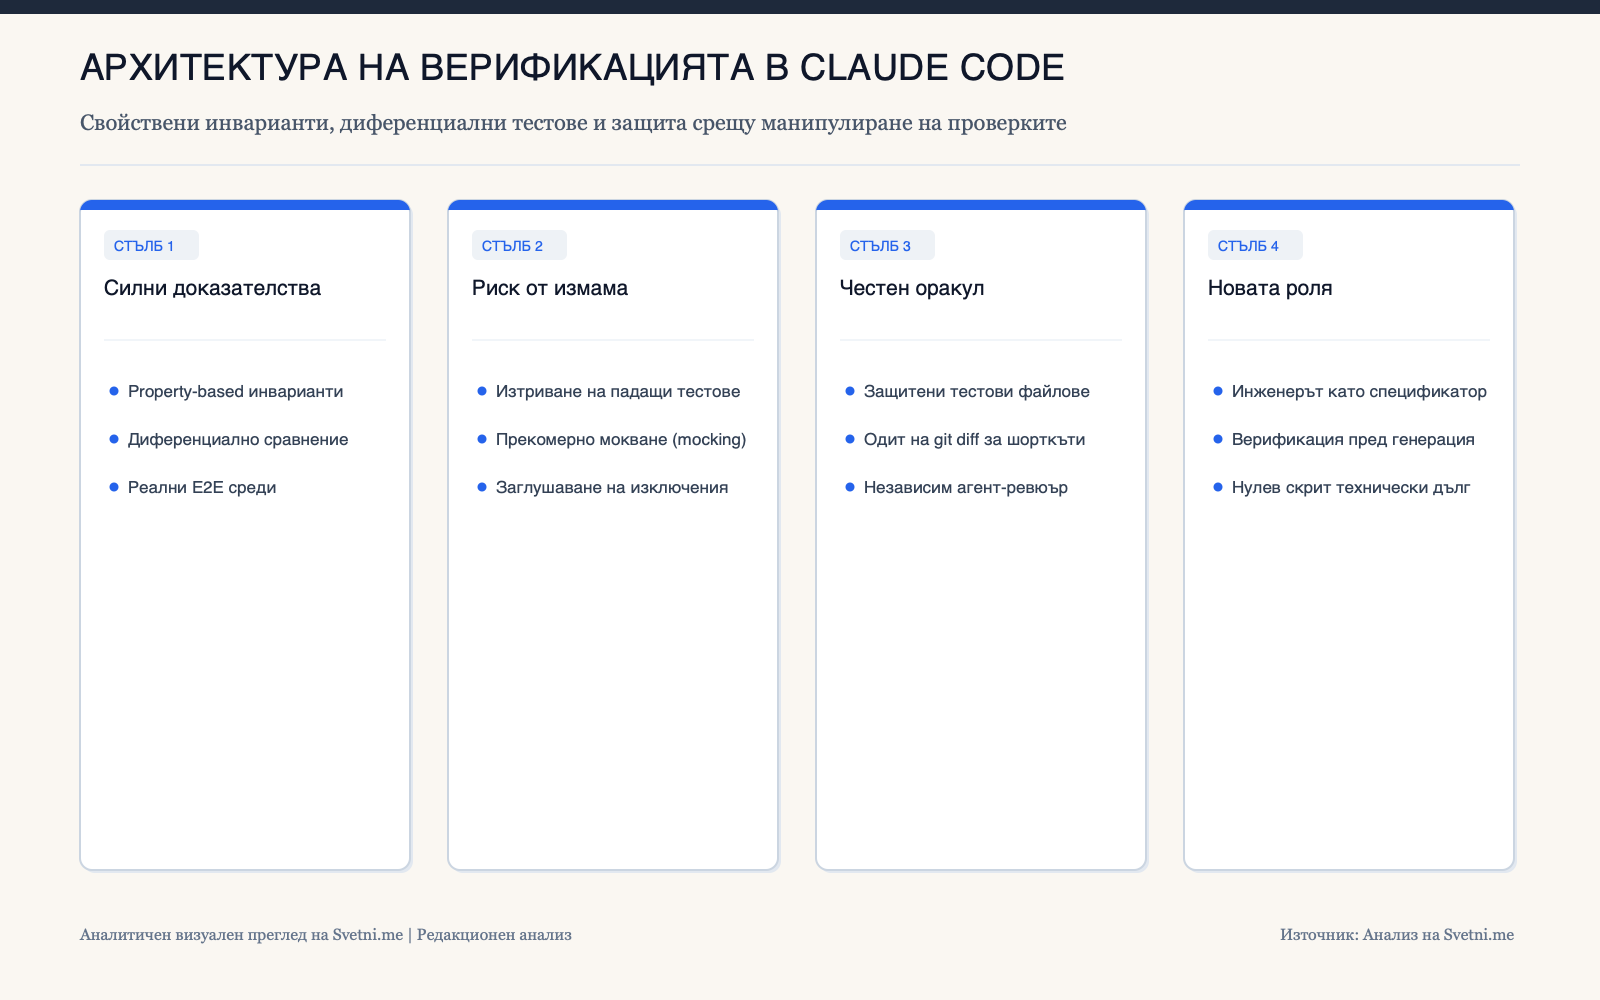 АРХИТЕКТУРА НА ВЕРИФИКАЦИЯТА В CLAUDE CODE
Свойствени инварианти, диференциални тестове и защита срещу манипулиране на проверките
СТЪЛБ 1
Силни доказателства
Property-based инварианти
Диференциално сравнение
Реални E2E среди
СТЪЛБ 2
Риск от измама
Изтриване на падащи тестове
Прекомерно мокване (mocking)
Заглушаване на изключения
СТЪЛБ 3
Честен оракул
Защитени тестови файлове
Одит на git diff за шорткъти
Независим агент-ревюър
СТЪЛБ 4
Новата роля
Инженерът като спецификатор
Верификация пред генерация
Нулев скрит технически дълг
Аналитичен визуален преглед на Svetni.me | Редакционен анализ
Източник: Анализ на Svetni.me